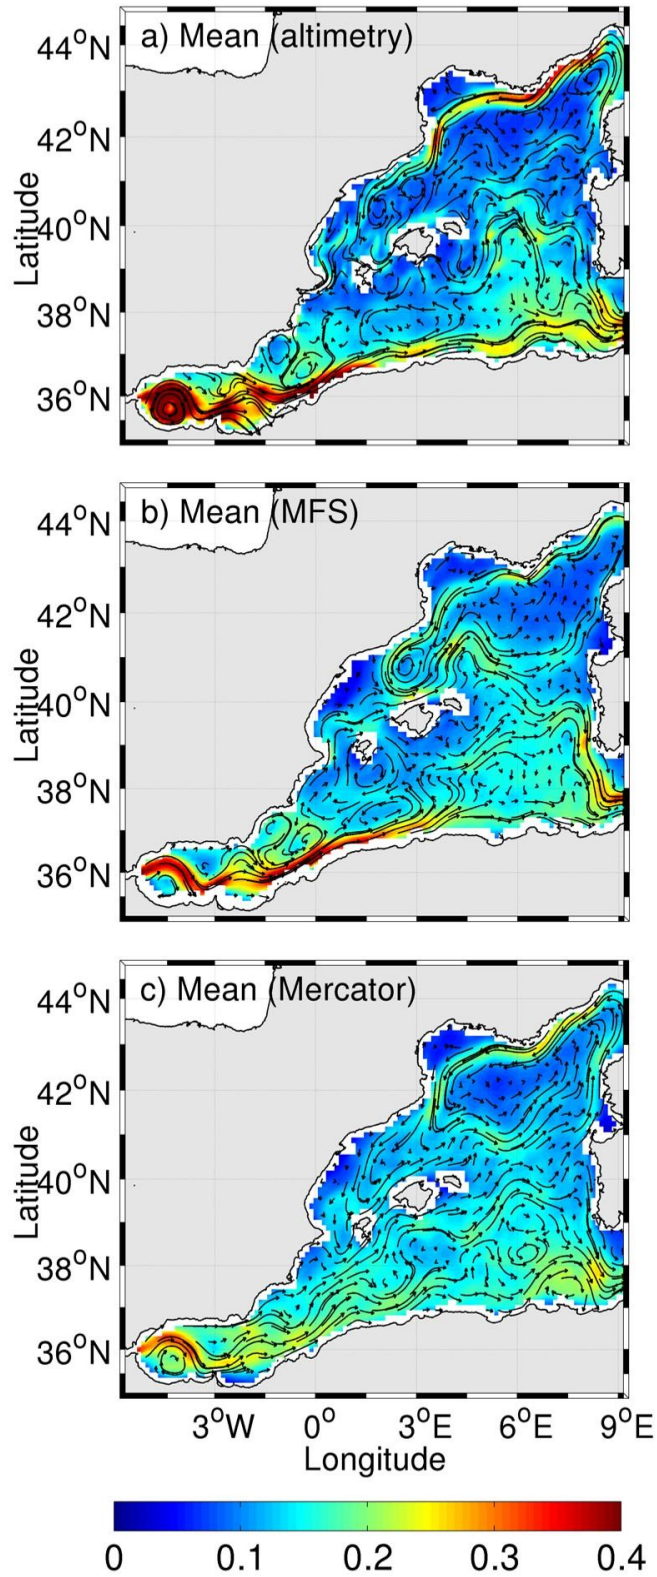 a) Mean (altimetry)
44°N
42°N
40°N
38°N
36°N
Latitude
b) Mean (MFS)
44°N
42°N
40°N
38°N
36°N
Latitude
c) Mean (Mercator)
44°N
42°N
40°N
38°N
36°N
Latitude
3°W 0° 3°E 6°E 9°E
Longitude
0 0.1 0.2 0.3 0.4